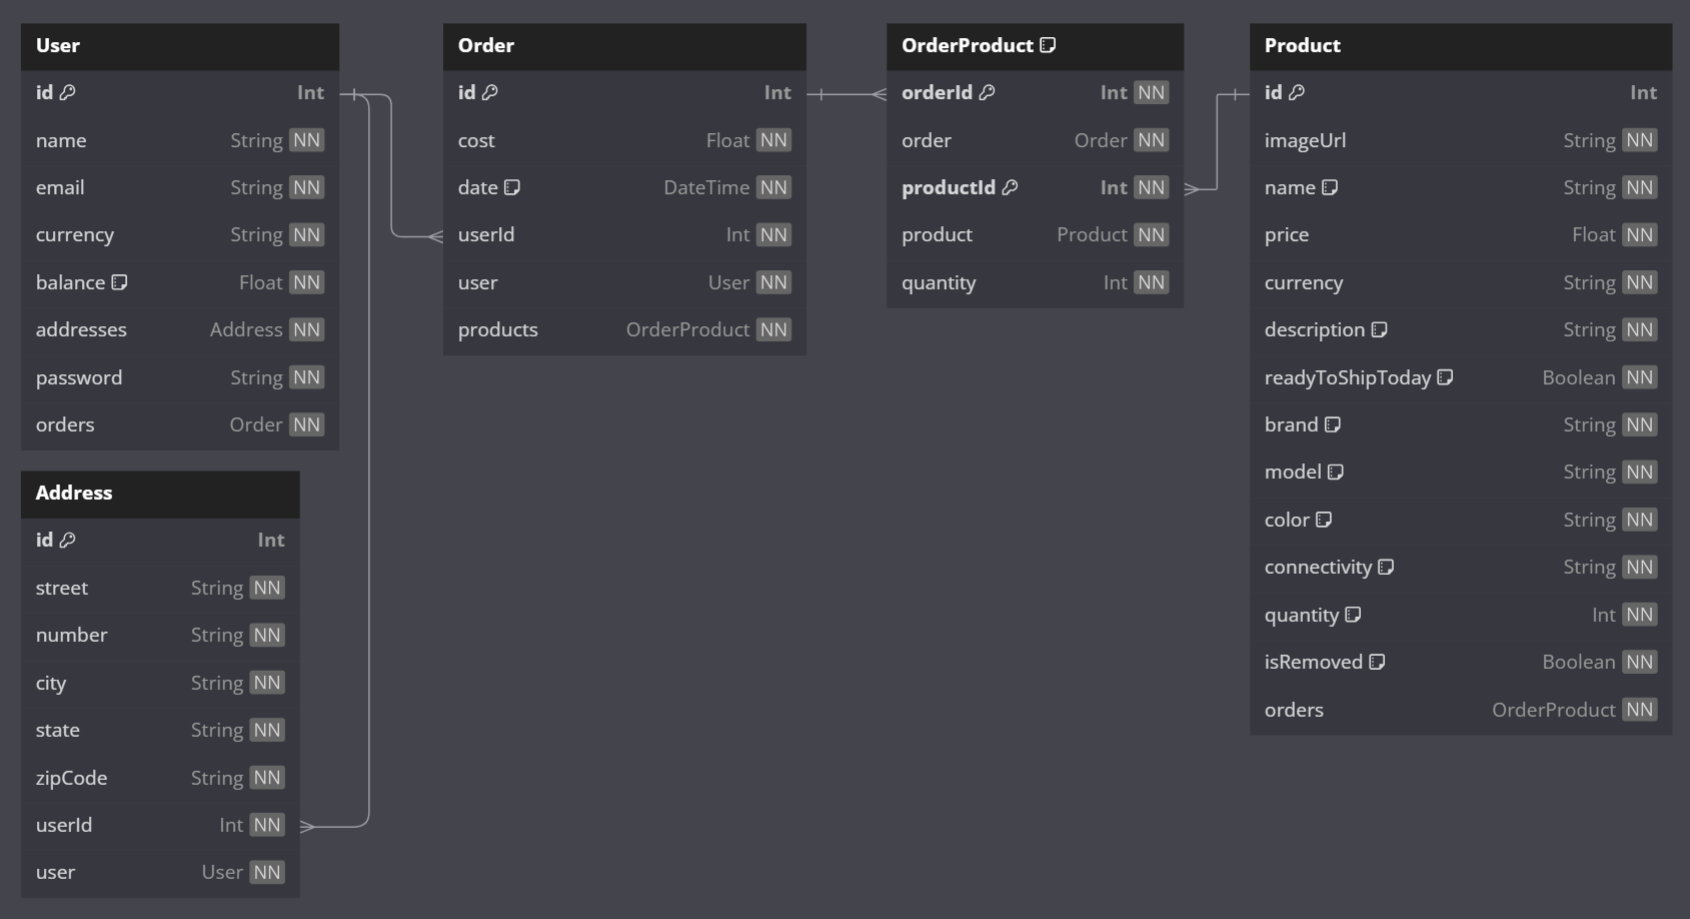 User
id Int
name String NN
email String NN
currency String NN
balance Float NN
addresses Address NN
password String NN
orders Order NN
Address
id Int
street String NN
number String NN
city String NN
state String NN
zipCode String NN
userId Int NN
user User NN
Order
id Int
cost Float NN
date DateTime NN
userId Int NN
user User NN
products OrderProduct NN
OrderProduct
orderId Int NN
order Order NN
productId Int NN
product Product NN
quantity Int NN
Product
id Int
imageUrl String NN
name String NN
price Float NN
currency String NN
description String NN
readyToShipToday Boolean NN
brand String NN
model String NN
color String NN
connectivity String NN
quantity Int NN
isRemoved Boolean NN
orders OrderProduct NN